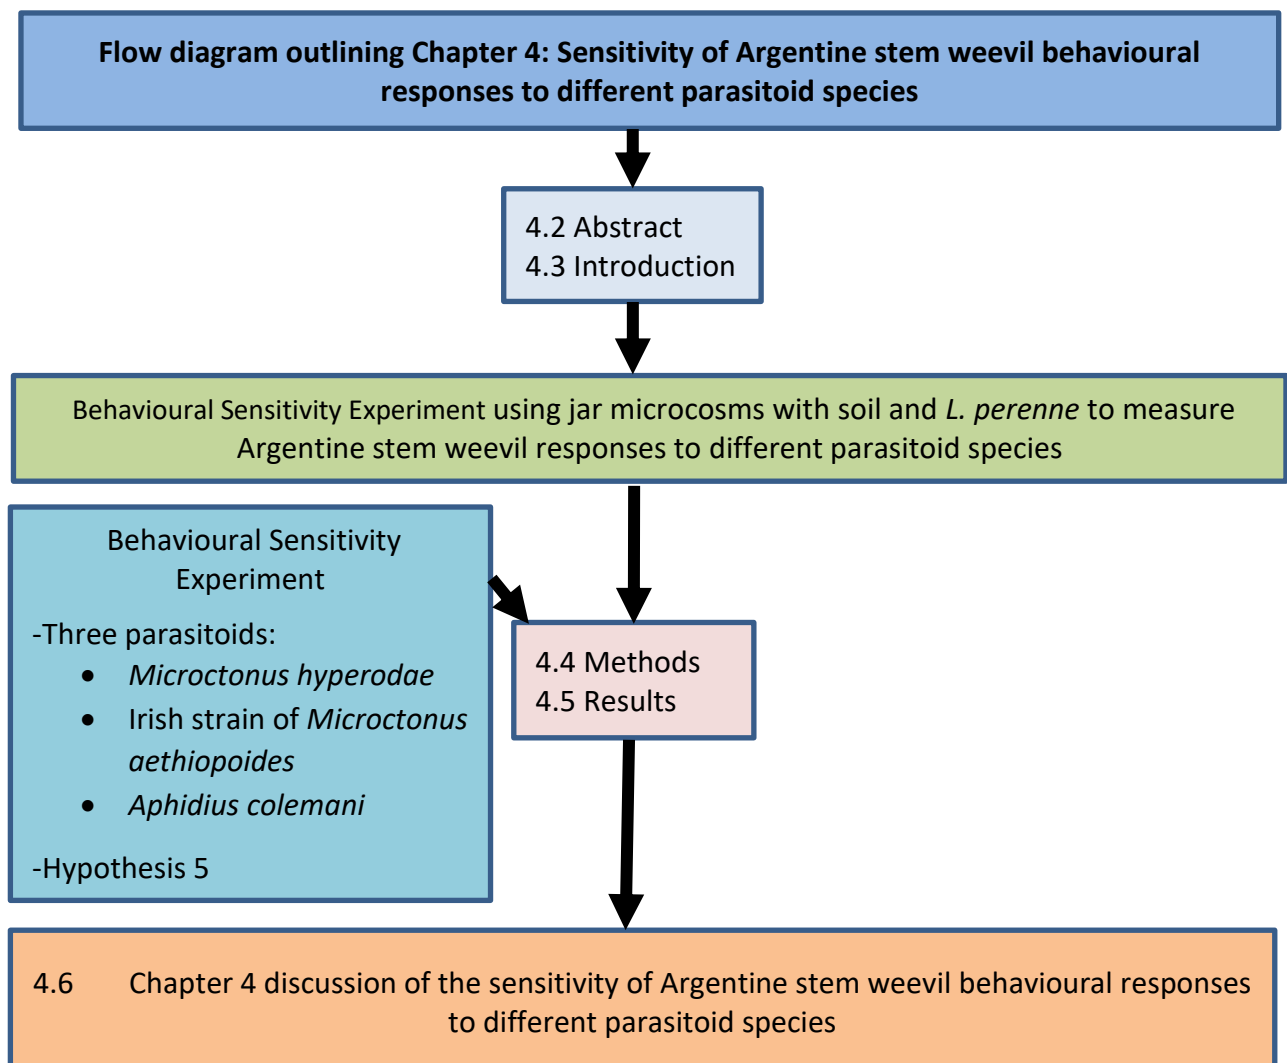 Flow diagram outlining Chapter 4: Sensitivity of Argentine stem weevil behavioural
responses to different parasitoid species
4.2 Abstract
4.3 Introduction
Behavioural Sensitivity Experiment using jar microcosms with soil and L. perenne to measure
Argentine stem weevil responses to different parasitoid species
Behavioural Sensitivity
Experiment
-Three parasitoids:
• Microctonus hyperodae
• Irish strain of Microctonus
aethiopoides
• Aphidius colemani
-Hypothesis 5
4.4 Methods
4.5 Results
4.6 Chapter 4 discussion of the sensitivity of Argentine stem weevil behavioural responses
to different parasitoid species